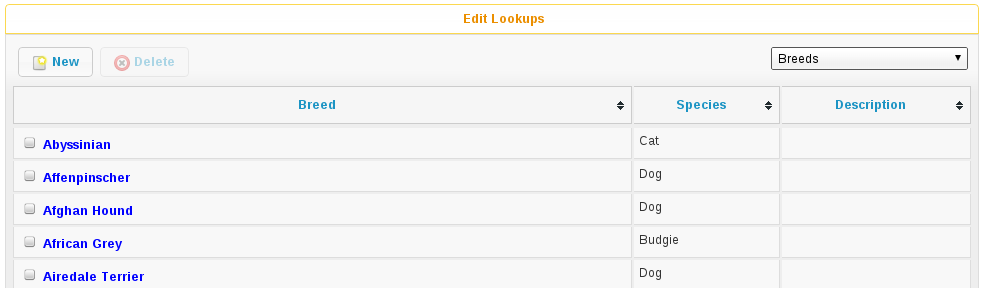 Edit Lookups
New Delete Breeds
Breed Species Description
Abyssinian Cat
Affenpinscher Dog
Afghan Hound Dog
African Grey Budgie
Airedale Terrier Dog